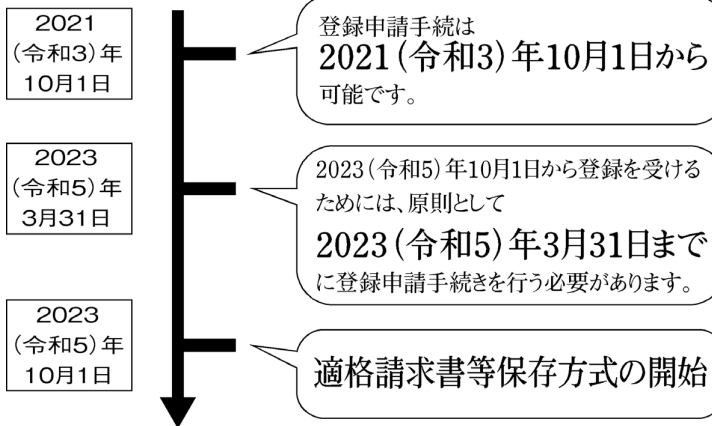 2021
(令和3)年
10月1日
登録申請手続は
2021(令和3)年10月1日から
可能です。
2023
(令和5)年
3月31日
2023(令和5)年10月1日から登録を受ける
ためには、原則として
2023(令和5)年3月31日まで
に登録申請手続きを行う必要があります。
2023
(令和5)年
10月1日
適格請求書等保存方式の開始